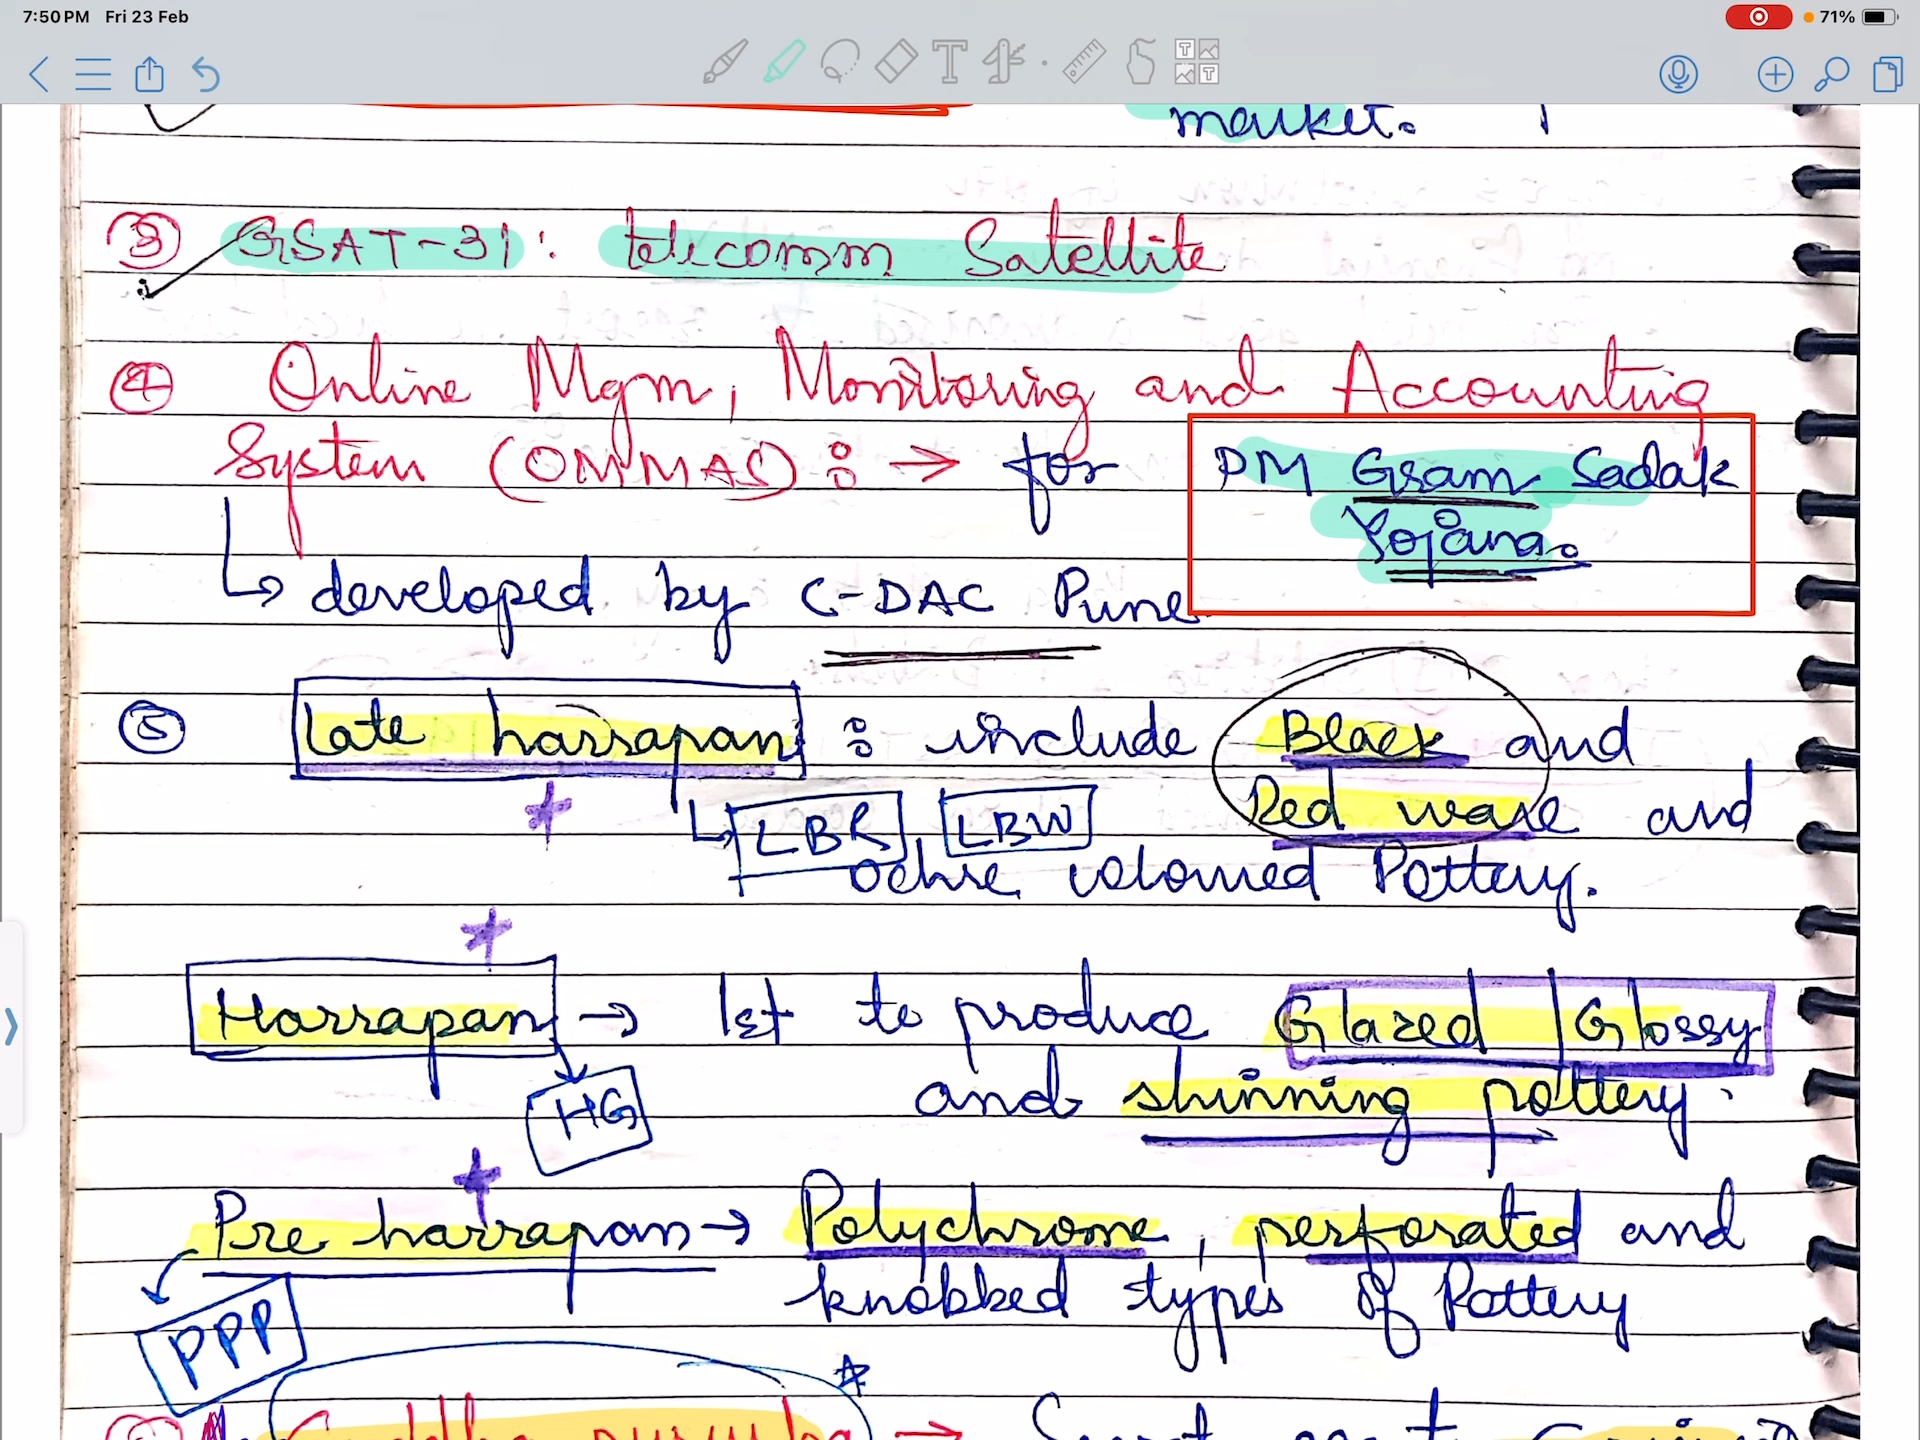 7:50 PM Fri 23 Feb
71%
market.
③ GSAT-31: telecomm Satellite
④ Online Mgm, Monitoring and Accounting
System (OMMAS): → for PM Gram Sadak
Yojana.
developed by C-DAC Pune
⑤ Late harrapan : include Black and
Red ware and
LBR LBW
ochre coloured Pottery.
Harrapan → 1st to produce Glazed/Glossy
and shinning pottery.
HG
Pre harrapan → Polychrome, perforated and
knobbed types of Pottery
PPP
→ Secret